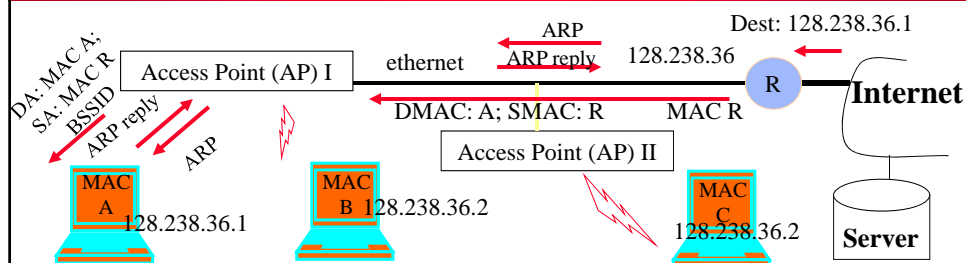 Dest: 128.238.36.1
ARP
ARP reply
128.238.36
ethernet
Access Point (AP) I
R
Internet
DA: MAC A;
SA: MAC R
BSSID
ARP reply
ARP
DMAC: A; SMAC: R
MAC R
Access Point (AP) II
MAC
A
128.238.36.1
MAC
B
128.238.36.2
MAC
C
128.238.36.2
Server